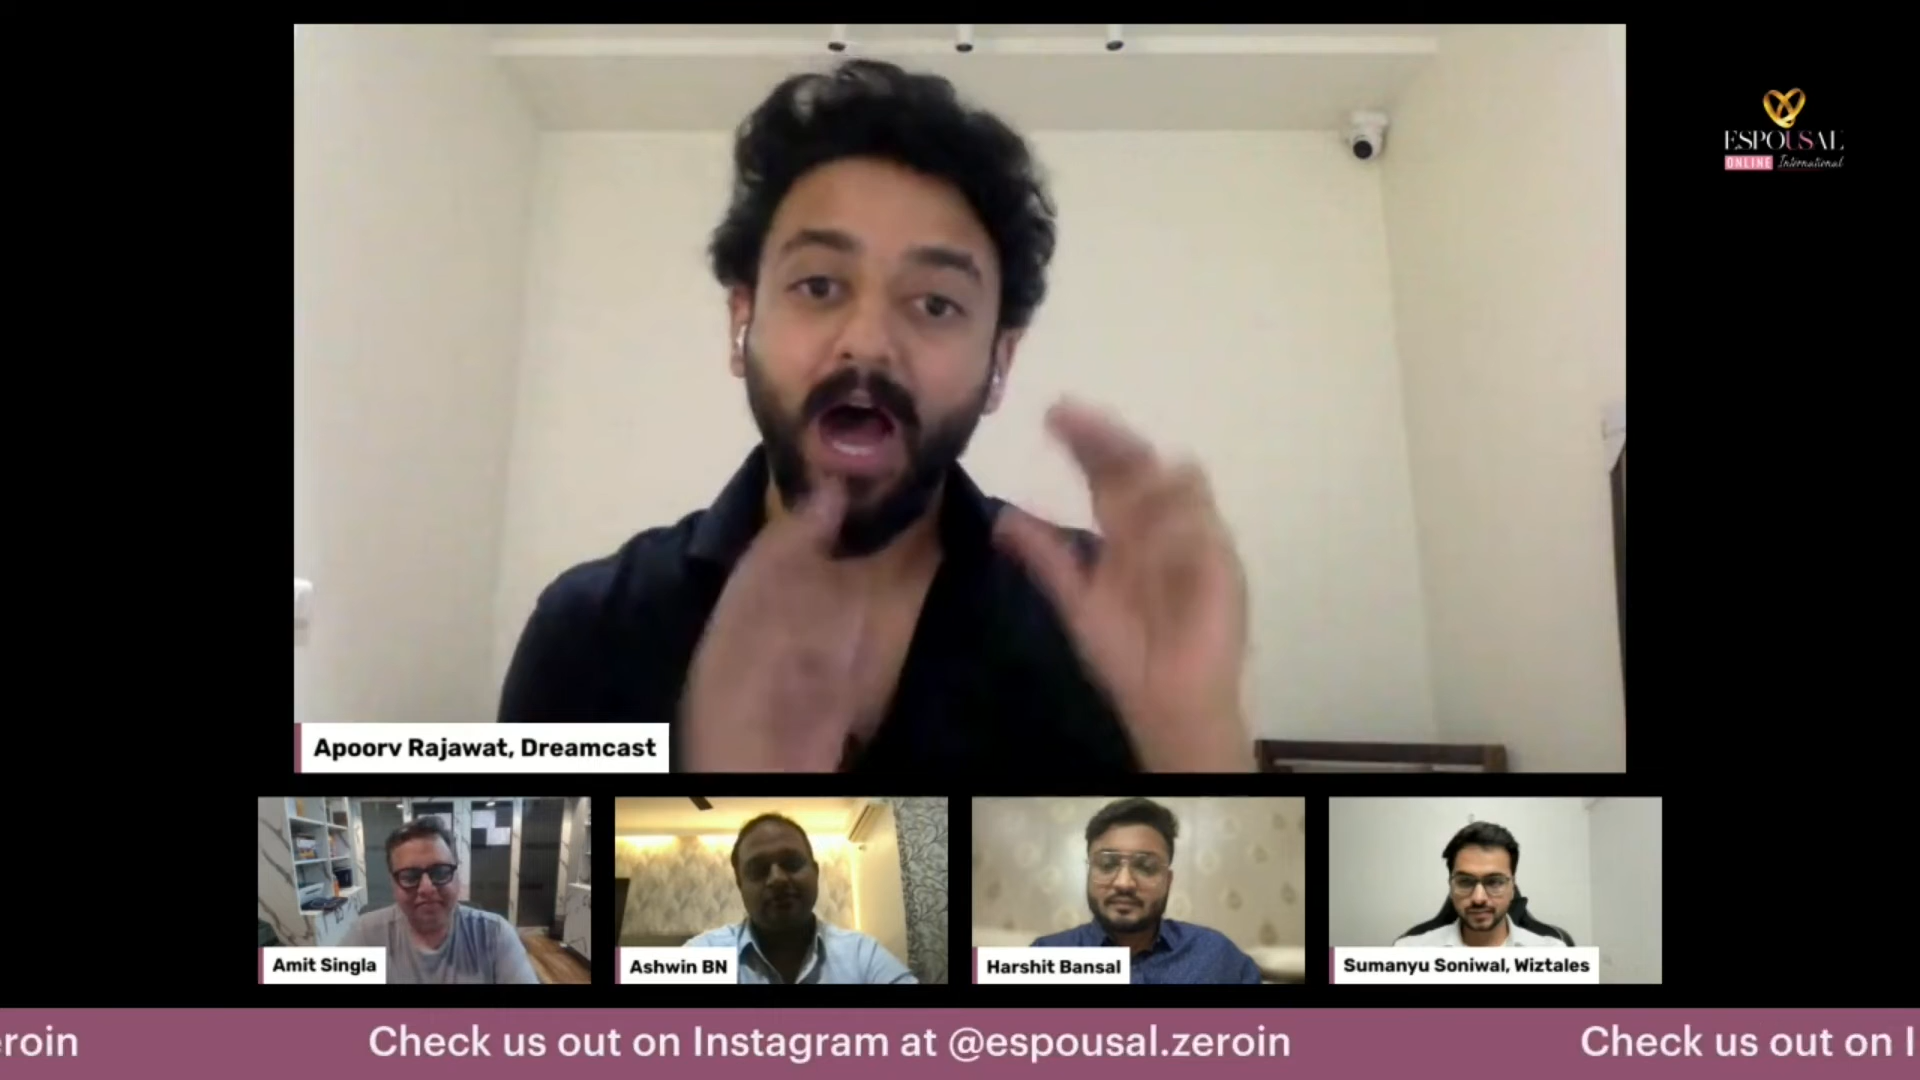 ESPOUSAL
ONLINE International
Apoorv Rajawat, Dreamcast
Amit Singla
Ashwin BN
Harshit Bansal
Sumanyu Soniwal, Wiztales
eroin
Check us out on Instagram at @espousal.zeroin
Check us out on I